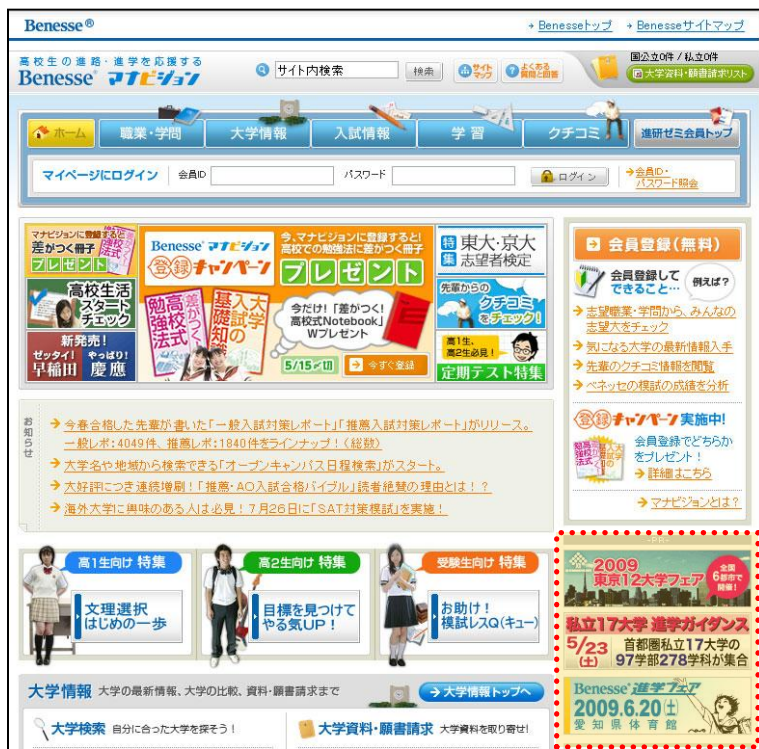 Benesse®
Benesseトップ
Benesseサイトマップ
高校生の進路・進学を応援する
Benesse® マナビジョン
サイト内検索
検索
サイトマップ
よくある
質問と回答
国公立0件 / 私立0件
大学資料・願書請求リスト
ホーム
職業・学問
大学情報
入試情報
学習
クチコミ
進研ゼミ会員トップ
マイページにログイン
会員ID
パスワード
ログイン
会員ID・
パスワード照会
マナビジョンに登録すると
差がつく冊子
プレゼント
高校生活
スタート
チェック
新発売!
ゼッタイ! やっぱり!
早稲田 慶應
Benesse® マナビジョン
登録キャンペーン
今、マナビジョンに登録すると!
高校での勉強法に差がつく冊子
プレゼント
差がつく
高校式
勉強法
大学
入試の
基礎知識
今だけ!「差がつく!
高校式Notebook」
Wプレゼント
5/15〆切
今すぐ登録
特集
東大・京大
志望者検定
先輩からの
クチコミ
をチェック!
高1生、
高2生必見!
定期テスト特集
会員登録(無料)
会員登録して
できること…
例えば?
志望職業・学問から、みんなの
志望大をチェック
気になる大学の最新情報入手
先輩のクチコミ情報を閲覧
ベネッセの模試の成績を分析
登録キャンペーン実施中!
会員登録でどちらか
をプレゼント!
詳細はこちら
マナビジョンとは?
お知らせ
今春合格した先輩が書いた「一般入試対策レポート」「推薦入試対策レポート」がリリース。
一般レポ:4049件、推薦レポ:1840件をラインナップ!(総数)
大学名や地域から検索できる「オープンキャンパス日程検索」がスタート。
大好評につき連続増刷!「推薦・AO入試合格バイブル」読者絶賛の理由とは!?
海外大学に興味のある人は必見!7月26日に「SAT対策模試」を実施!
高1生向け 特集
文理選択
はじめの一歩
高2生向け 特集
目標を見つけて
やる気UP!
受験生向け 特集
お助け!
模試レスQ(キュー)
-PR-
2009
東京12大学フェア
全国
6都市で
開催!
私立17大学 進学ガイダンス
5/23
(土)
首都圏私立17大学の
97学部278学科が集合
Benesse® 進学フェア
2009.6.20 土
愛知県体育館
大学情報 大学の最新情報、大学の比較、資料・願書請求まで
大学情報トップへ
大学検索 自分に合った大学を探そう!
大学資料・願書請求 大学資料を取り寄せ!